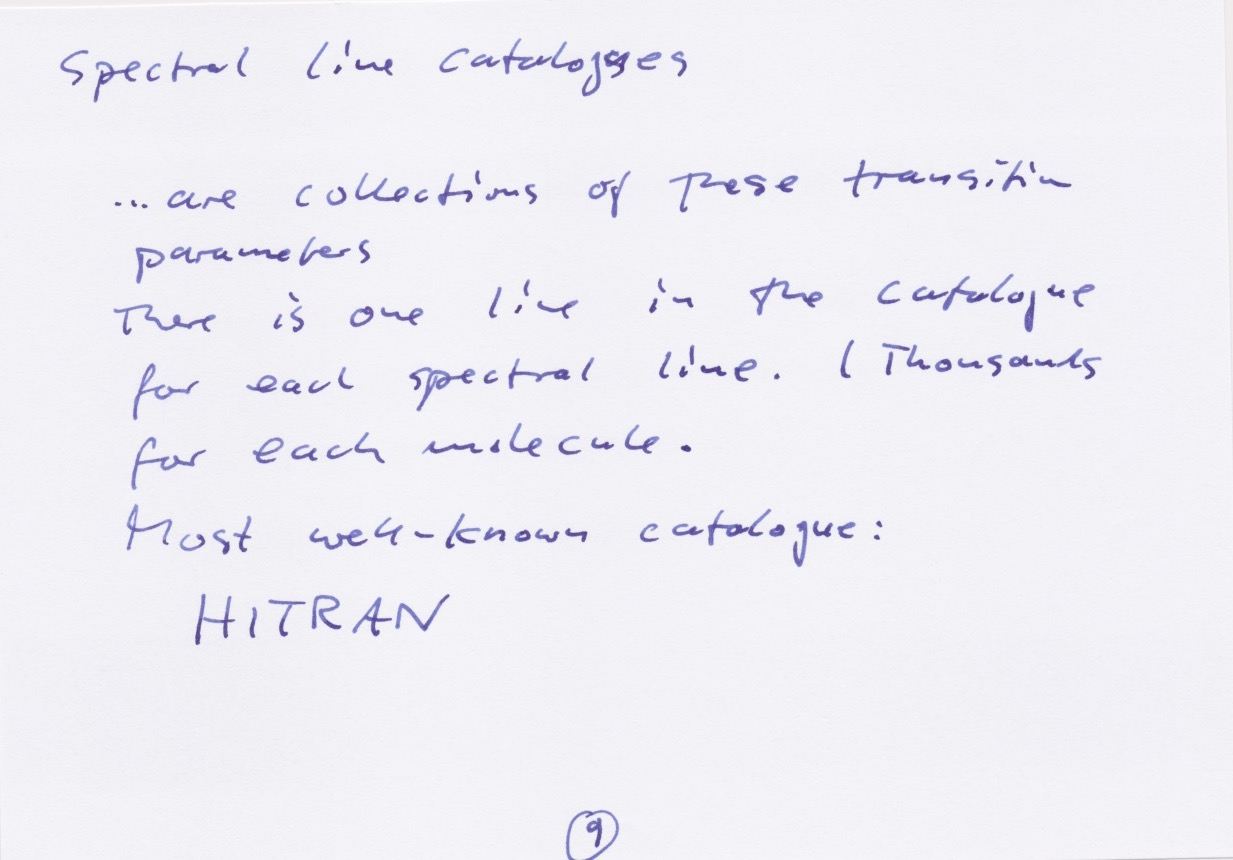 Spectral line catalogues
... are collections of these transition
parameters
There is one line in the catalogue
for each spectral line. (Thousands
for each molecule.
Most well-known catalogue:
HITRAN
9